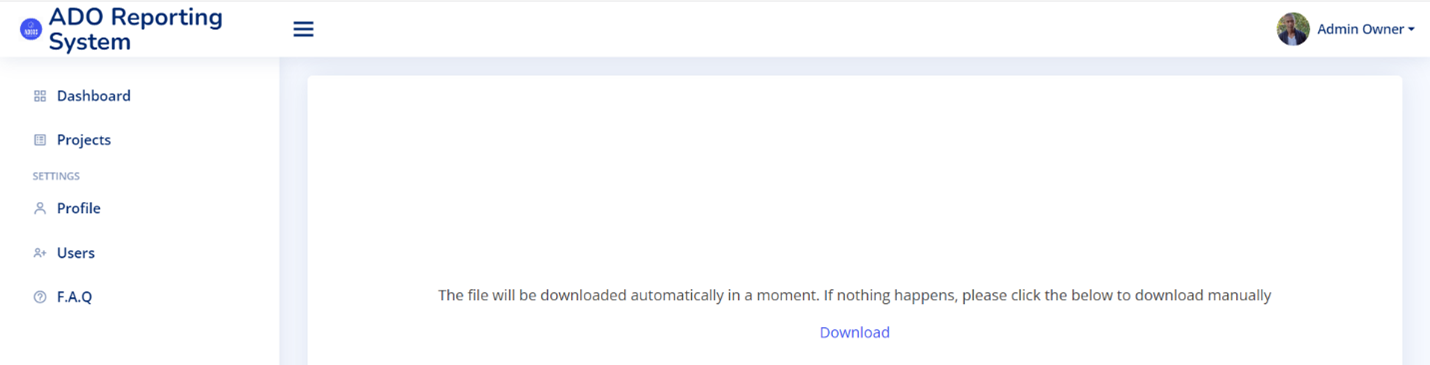 ADO Reporting
System
Admin Owner
Dashboard
Projects
SETTINGS
Profile
Users
F.A.Q
The file will be downloaded automatically in a moment. If nothing happens, please click the below to download manually
Download